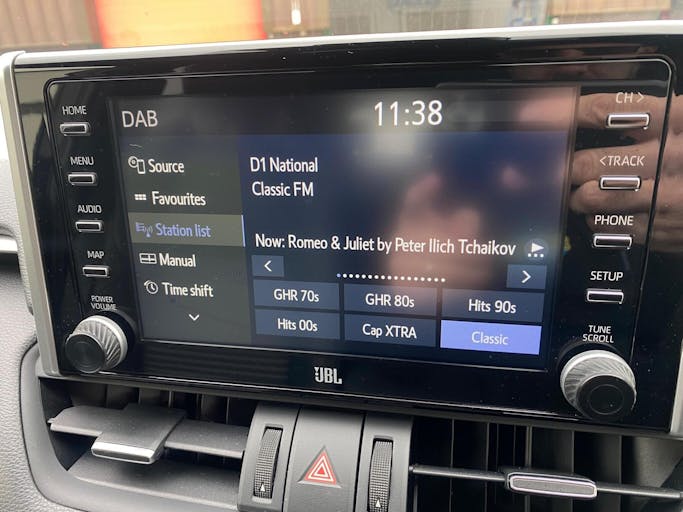 HOME
MENU
AUDIO
MAP
POWER
VOLUME
DAB
11:38
Source
Favourites
Station list
Manual
Time shift
D1 National
Classic FM
Now: Romeo & Juliet by Peter Ilich Tchaikov
GHR 70s
GHR 80s
Hits 90s
Hits 00s
Cap XTRA
Classic
CH >
< TRACK
PHONE
SETUP
TUNE
SCROLL
JBL